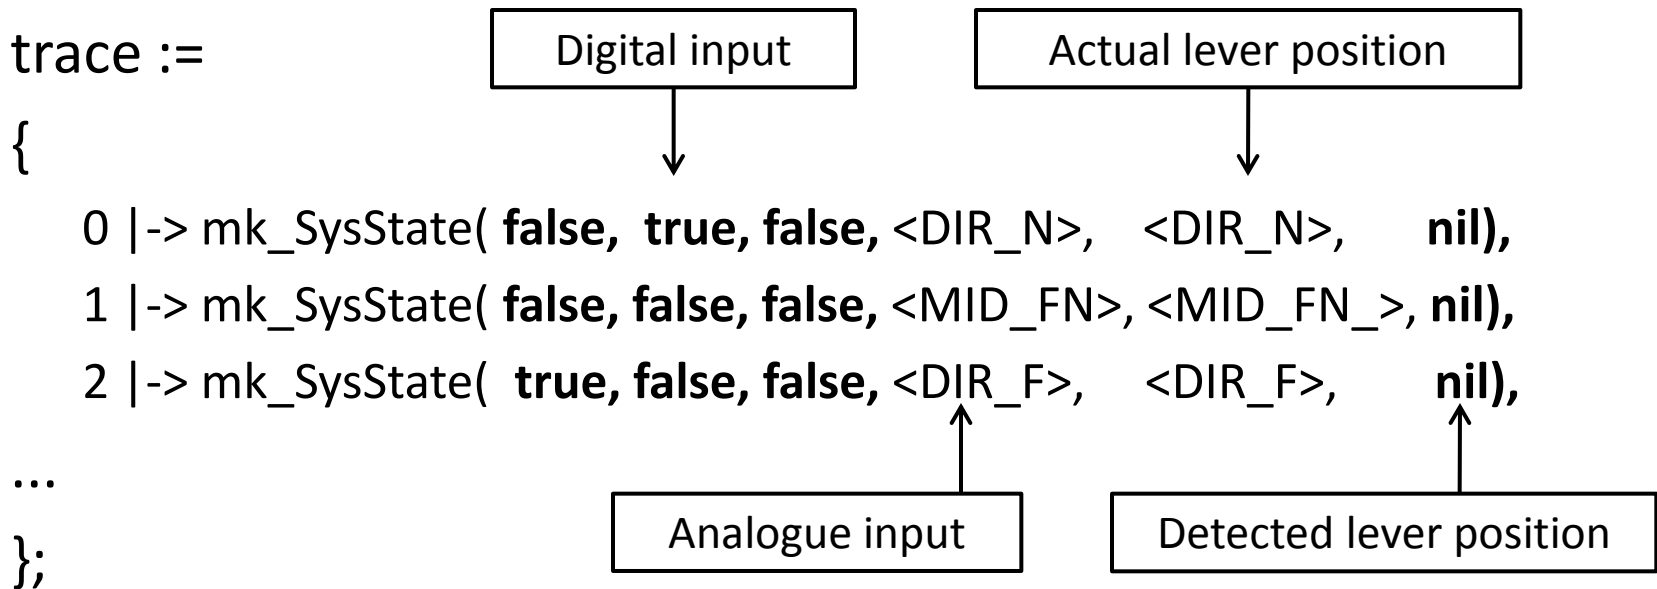 trace :=
Digital input
Actual lever position
{
0 |-> mk_SysState( false, true, false, <DIR_N>, <DIR_N>, nil),
1 |-> mk_SysState( false, false, false, <MID_FN>, <MID_FN_>, nil),
2 |-> mk_SysState( true, false, false, <DIR_F>, <DIR_F>, nil),
...
Analogue input
Detected lever position
};